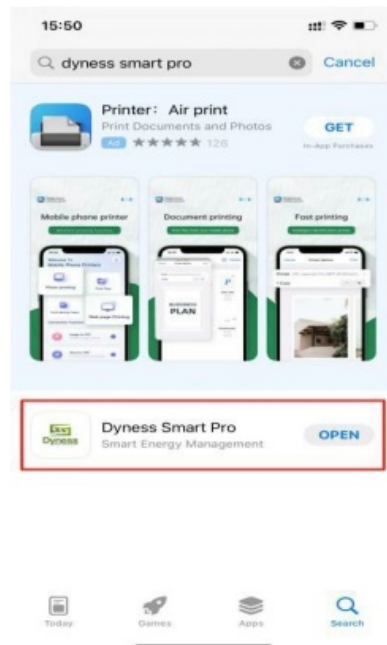 15:50
dyness smart pro
Cancel
Printer: Air print
Print Documents and Photos
Ad
126
GET
In-App Purchases
Mobile phone printer
Document printing
Fast printing
BUSINESS
PLAN
Dyness
Dyness Smart Pro
Smart Energy Management
OPEN
Today
Games
Apps
Search